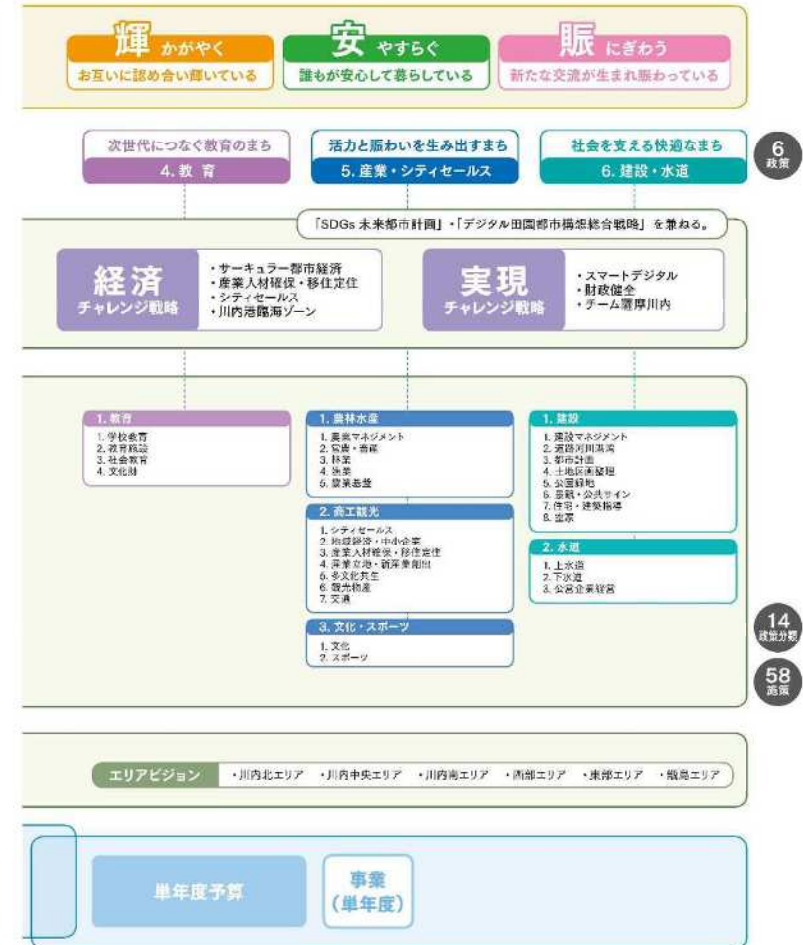 輝 かがやく
お互いに認め合い輝いている
安 やすらぐ
誰もが安心して暮らしている
賑 にぎわう
新たな交流が生まれ賑わっている
次世代につなぐ教育のまち
4. 教 育
活力と賑わいを生み出すまち
5. 産業・シティセールス
社会を支える快適なまち
6. 建設・水道
6
政策
「SDGs 未来都市計画」・「デジタル田園都市構想総合戦略」を兼ねる。
経済
チャレンジ戦略
・サーキュラー都市経済
・産業人材確保・移住定住
・シティセールス
・川内港臨海ゾーン
実現
チャレンジ戦略
・スマートデジタル
・財政健全
・チーム薩摩川内
1. 教育
1. 学校教育
2. 教育施設
3. 社会教育
4. 文化財
1. 農林水産
1. 農業マネジメント
2. 営農・畜産
3. 林業
4. 漁業
5. 農業基盤
2. 商工観光
1. シティセールス
2. 地域経済・中小企業
3. 産業人材確保・移住定住
4. 産業立地・新産業創出
5. 多文化共生
6. 観光物産
7. 交通
3. 文化・スポーツ
1. 文化
2. スポーツ
1. 建設
1. 建設マネジメント
2. 道路河川港湾
3. 都市計画
4. 土地区画整理
5. 公園緑地
6. 景観・公共サイン
7. 住宅・建築指導
8. 空家
2. 水道
1. 上水道
2. 下水道
3. 公営企業経営
14
政策分類
58
施策
エリアビジョン
・川内北エリア ・川内中央エリア ・川内南エリア ・西部エリア ・東部エリア ・甑島エリア
単年度予算
事業
(単年度)